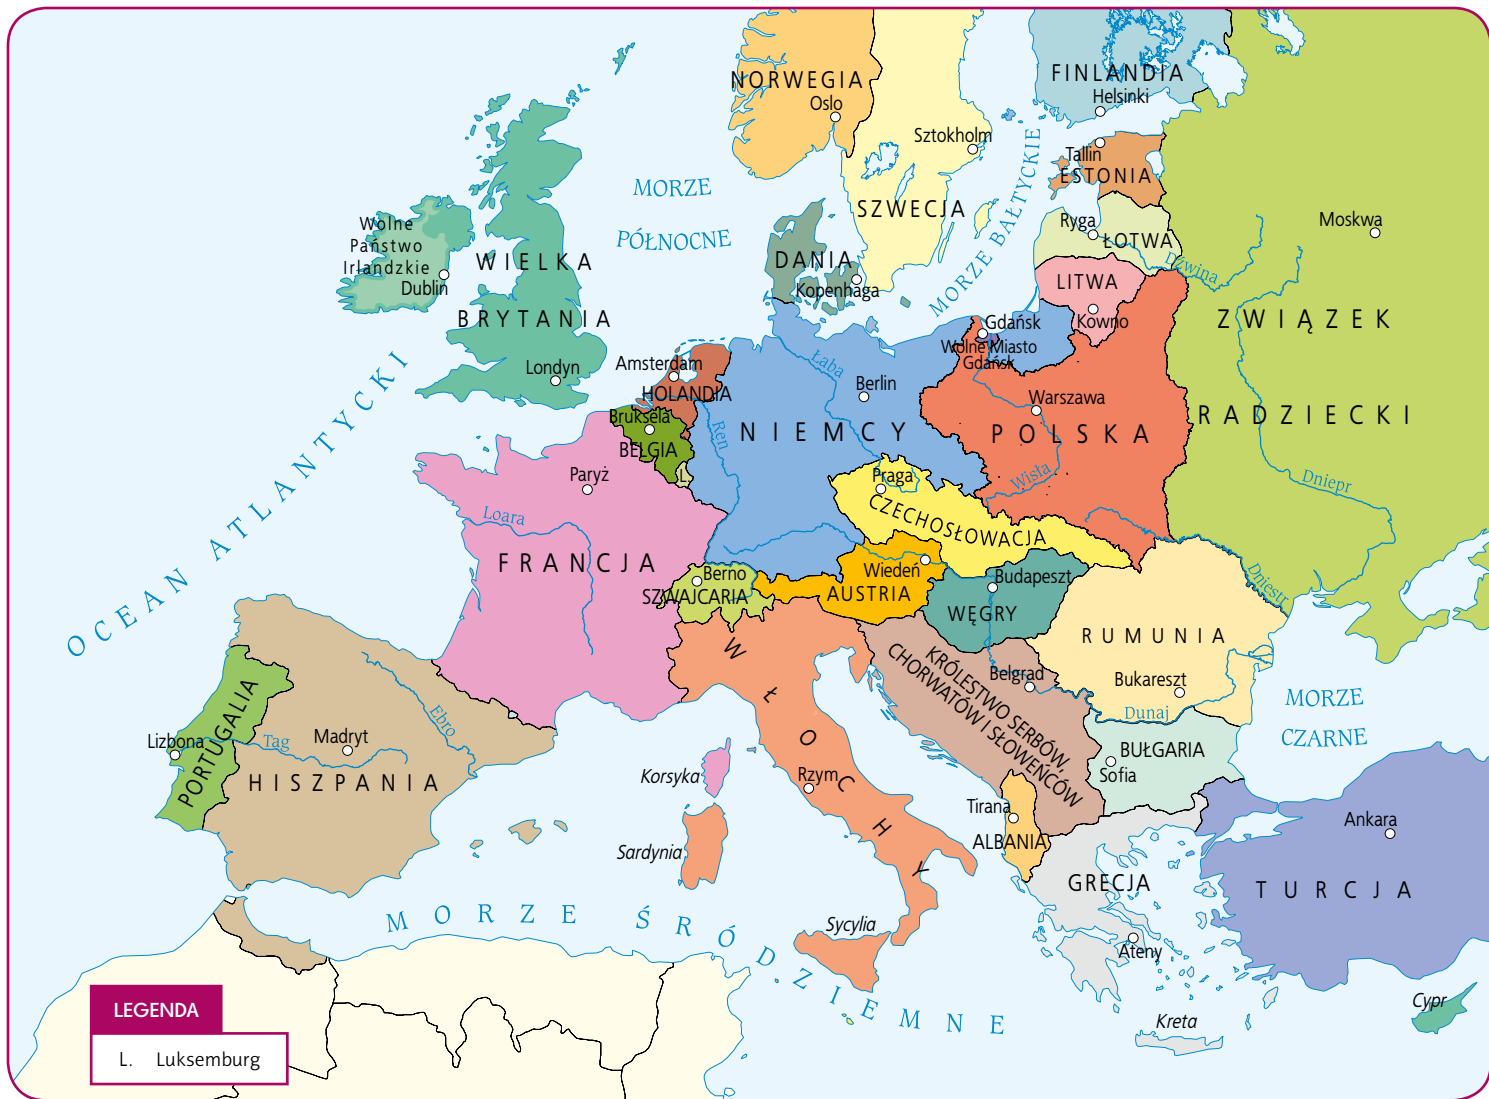 NORWEGIA
Oslo
FINLANDIA
Helsinki
Sztokholm
SZWECJA
Tallin
ESTONIA
Ryga
ŁOTWA
Dźwina
Moskwa
MORZE
PÓŁNOCNE
MORZE BAŁTYCKIE
Wolne
Państwo
Irlandzkie
Dublin
WIELKA
BRYTANIA
Londyn
DANIA
Kopenhaga
LITWA
Kowno
ZWIĄZEK
RADZIECKI
Gdańsk
Wolne Miasto
Gdańsk
Amsterdam
HOLANDIA
Łaba
Berlin
Warszawa
Bruksela
BELGIA
L.
Ren
NIEMCY
POLSKA
Wisła
Dniepr
OCEAN ATLANTYCKI
Paryż
Loara
FRANCJA
Praga
CZECHOSŁOWACJA
Berno
SZWAJCARIA
Wiedeń
AUSTRIA
Budapeszt
WĘGRY
Dniestr
RUMUNIA
Bukareszt
Dunaj
WŁOCHY
KRÓLESTWO SERBÓW,
CHORWATÓW I SŁOWEŃCÓW
Belgrad
MORZE
CZARNE
PORTUGALIA
Lizbona
Tag
Madryt
Ebro
HISZPANIA
Korsyka
Rzym
Sardynia
BUŁGARIA
Sofia
Tirana
ALBANIA
Ankara
TURCJA
GRECJA
Ateny
Sycylia
MORZE ŚRÓDZIEMNE
Kreta
Cypr
LEGENDA
L. Luksemburg